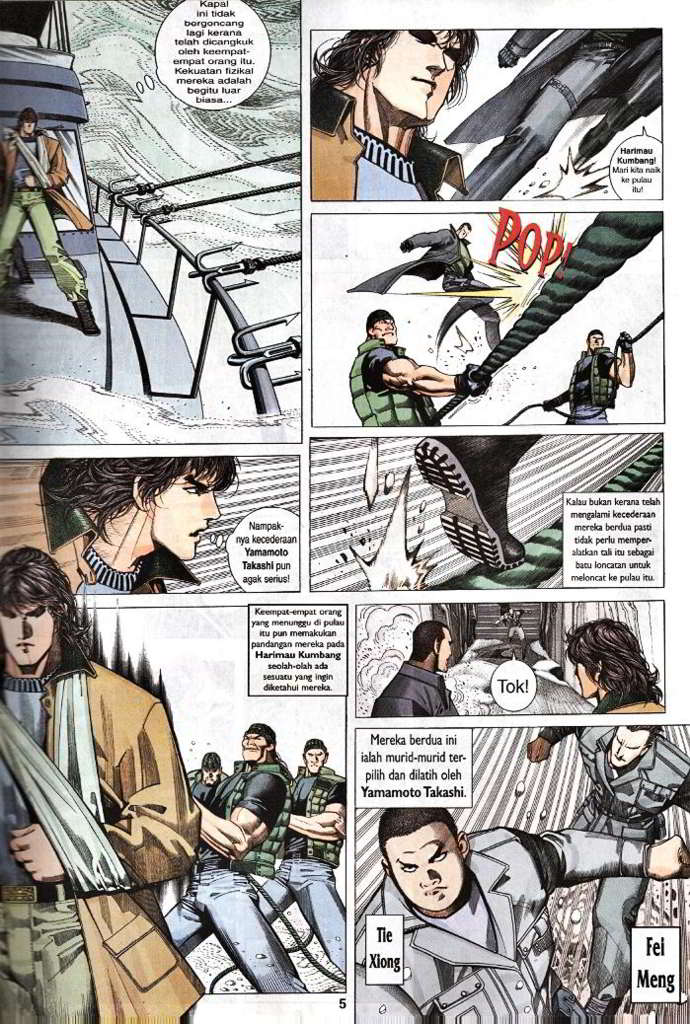 Kapal
ini tidak
bergoncang
lagi kerana
telah dicangkuk
oleh keempat-
empat orang itu.
Kekuatan fizikal
mereka adalah
begitu luar
biasa...
Harimau
Kumbang!
Mari kita naik
ke pulau
itu!
POP!
Nampak-
nya kecederaan
Yamamoto
Takashi pun
agak serius!
Kalau bukan kerana telah
mengalami kecederaan
mereka berdua pasti
tidak perlu memper-
alatkan tali itu sebagai
batu loncatan untuk
meloncat ke pulau itu.
Keempat-empat orang
yang menunggu di pulau
itu pun memakukan
pandangan mereka pada
Harimau Kumbang
seolah-olah ada
sesuatu yang ingin
diketahui mereka.
Tok!
Mereka berdua ini
ialah murid-murid ter-
pilih dan dilatih oleh
Yamamoto Takashi.
Tie
Xiong
Fei
Meng
5